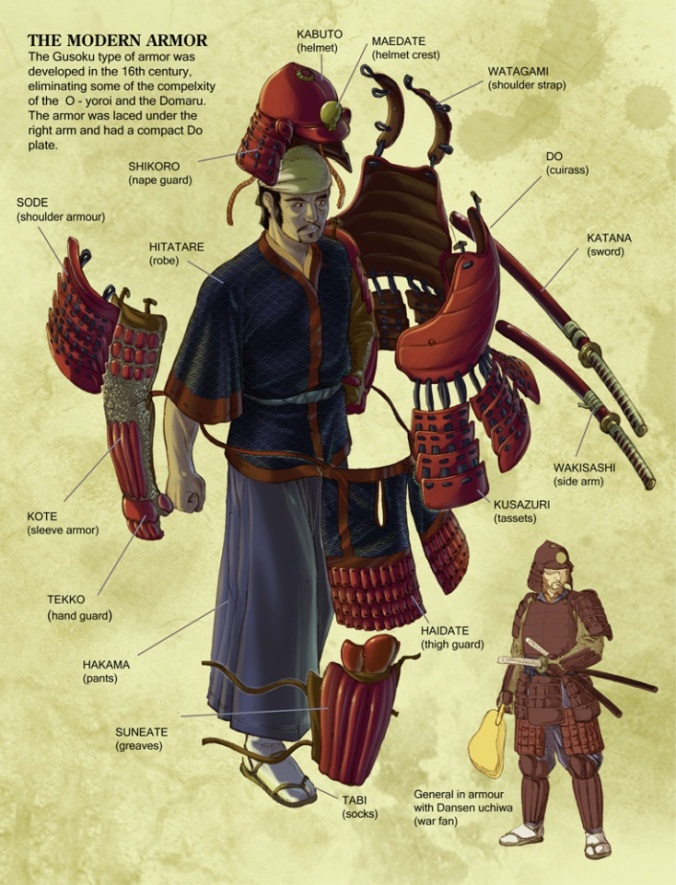 THE MODERN ARMOR
The Gusoku type of armor was
developed in the 16th century,
eliminating some of the compelxity
of the O - yoroi and the Domaru.
The armor was laced under the
right arm and had a compact Do
plate.
KABUTO
(helmet)
MAEDATE
(helmet crest)
WATAGAMI
(shoulder strap)
SHIKORO
(nape guard)
DO
(cuirass)
SODE
(shoulder armour)
HITATARE
(robe)
KATANA
(sword)
WAKISASHI
(side arm)
KUSAZURI
(tassets)
KOTE
(sleeve armor)
TEKKO
(hand guard)
HAIDATE
(thigh guard)
HAKAMA
(pants)
SUNEATE
(greaves)
TABI
(socks)
General in armour
with Dansen uchiwa
(war fan)